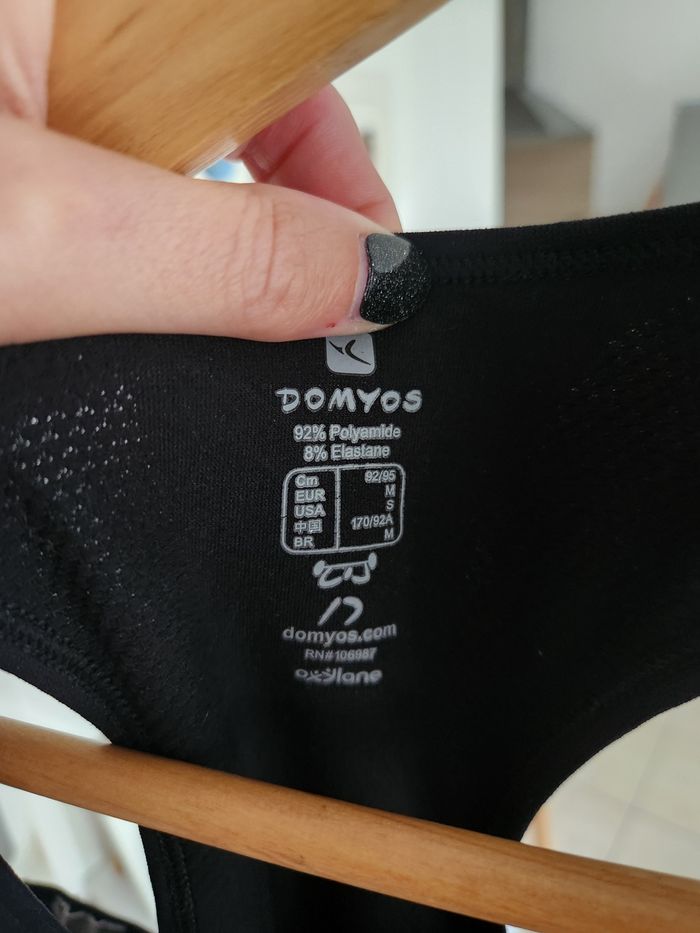 DOMYOS
92% Polyamide
8% Elastane
Cm 92/95
EUR M
USA S
中国 170/92A
BR M
domyos.com
RN#106987
oxylane